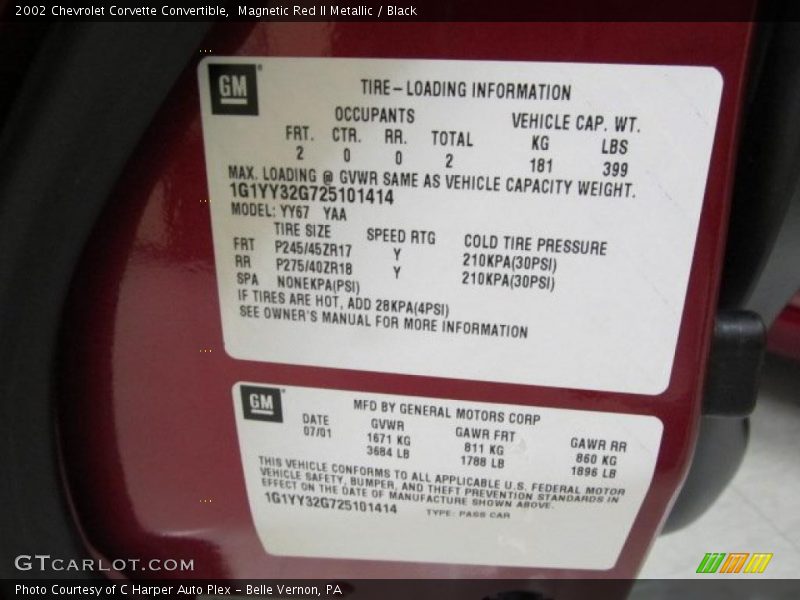 2002 Chevrolet Corvette Convertible,  Magnetic Red II Metallic / Black
GM
TIRE-LOADING INFORMATION
OCCUPANTS VEHICLE CAP. WT.
FRT. CTR. RR. TOTAL KG LBS
2 0 0 2 181 399
MAX. LOADING @ GVWR SAME AS VEHICLE CAPACITY WEIGHT.
1G1YY32G725101414
MODEL: YY67 YAA
TIRE SIZE SPEED RTG COLD TIRE PRESSURE
FRT P245/45ZR17 Y 210KPA(30PSI)
RR P275/40ZR18 Y 210KPA(30PSI)
SPA NONEKPA(PSI)
IF TIRES ARE HOT, ADD 28KPA(4PSI)
SEE OWNER'S MANUAL FOR MORE INFORMATION
GM
MFD BY GENERAL MOTORS CORP
DATE GVWR GAWR FRT GAWR RR
07/01 1671 KG 811 KG 860 KG
3684 LB 1788 LB 1896 LB
THIS VEHICLE CONFORMS TO ALL APPLICABLE U.S. FEDERAL MOTOR
VEHICLE SAFETY, BUMPER, AND THEFT PREVENTION STANDARDS IN
EFFECT ON THE DATE OF MANUFACTURE SHOWN ABOVE.
1G1YY32G725101414 TYPE: PASS CAR
GTCARLOT.COM
Photo Courtesy of C Harper Auto Plex - Belle Vernon, PA